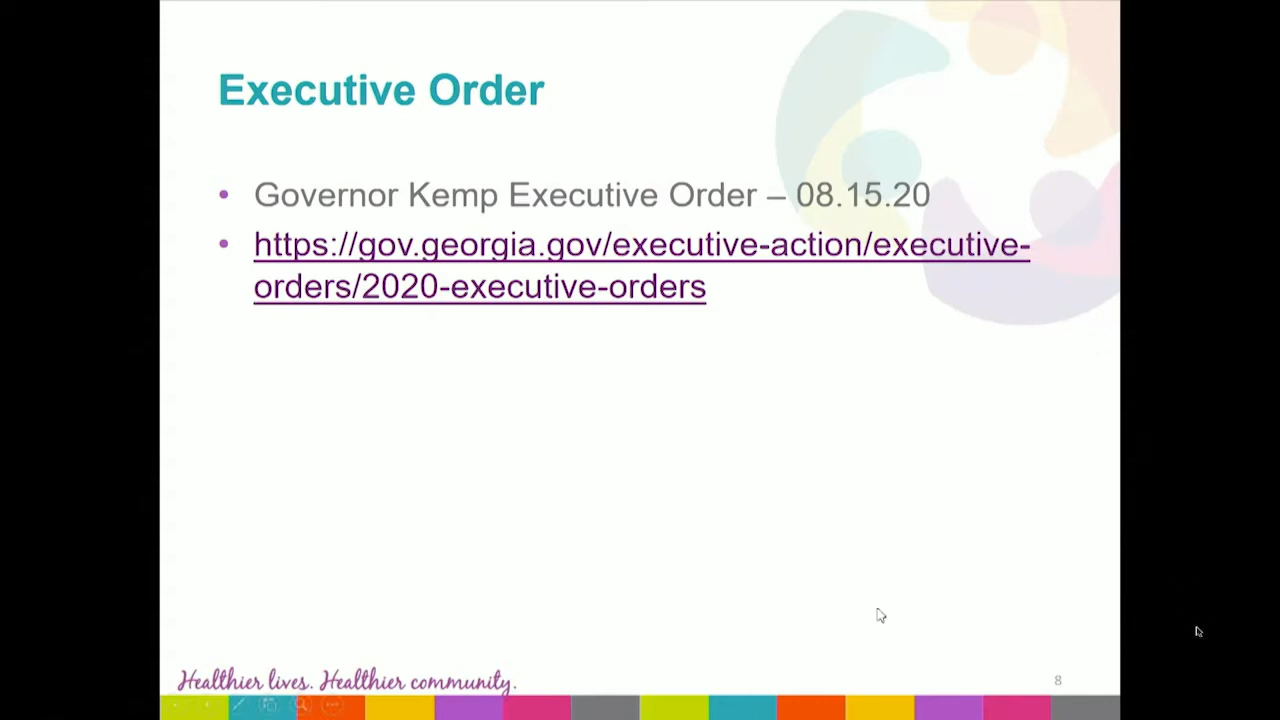 Executive Order
• Governor Kemp Executive Order – 08.15.20
• https://gov.georgia.gov/executive-action/executive-
orders/2020-executive-orders
Healthier lives. Healthier community.
8